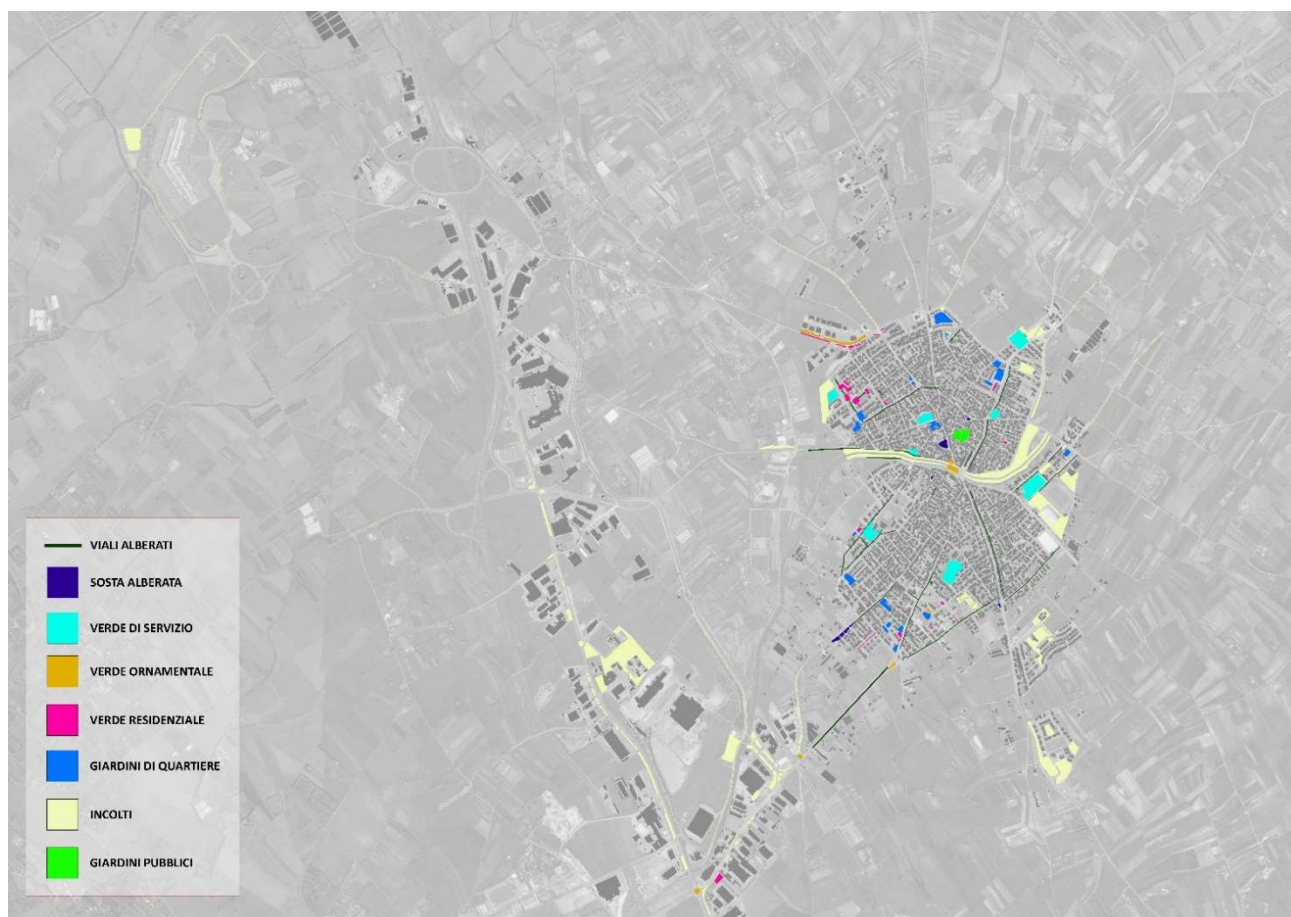 VIALI ALBERATI
SOSTA ALBERATA
VERDE DI SERVIZIO
VERDE ORNAMENTALE
VERDE RESIDENZIALE
GIARDINI DI QUARTIERE
INCOLTI
GIARDINI PUBBLICI